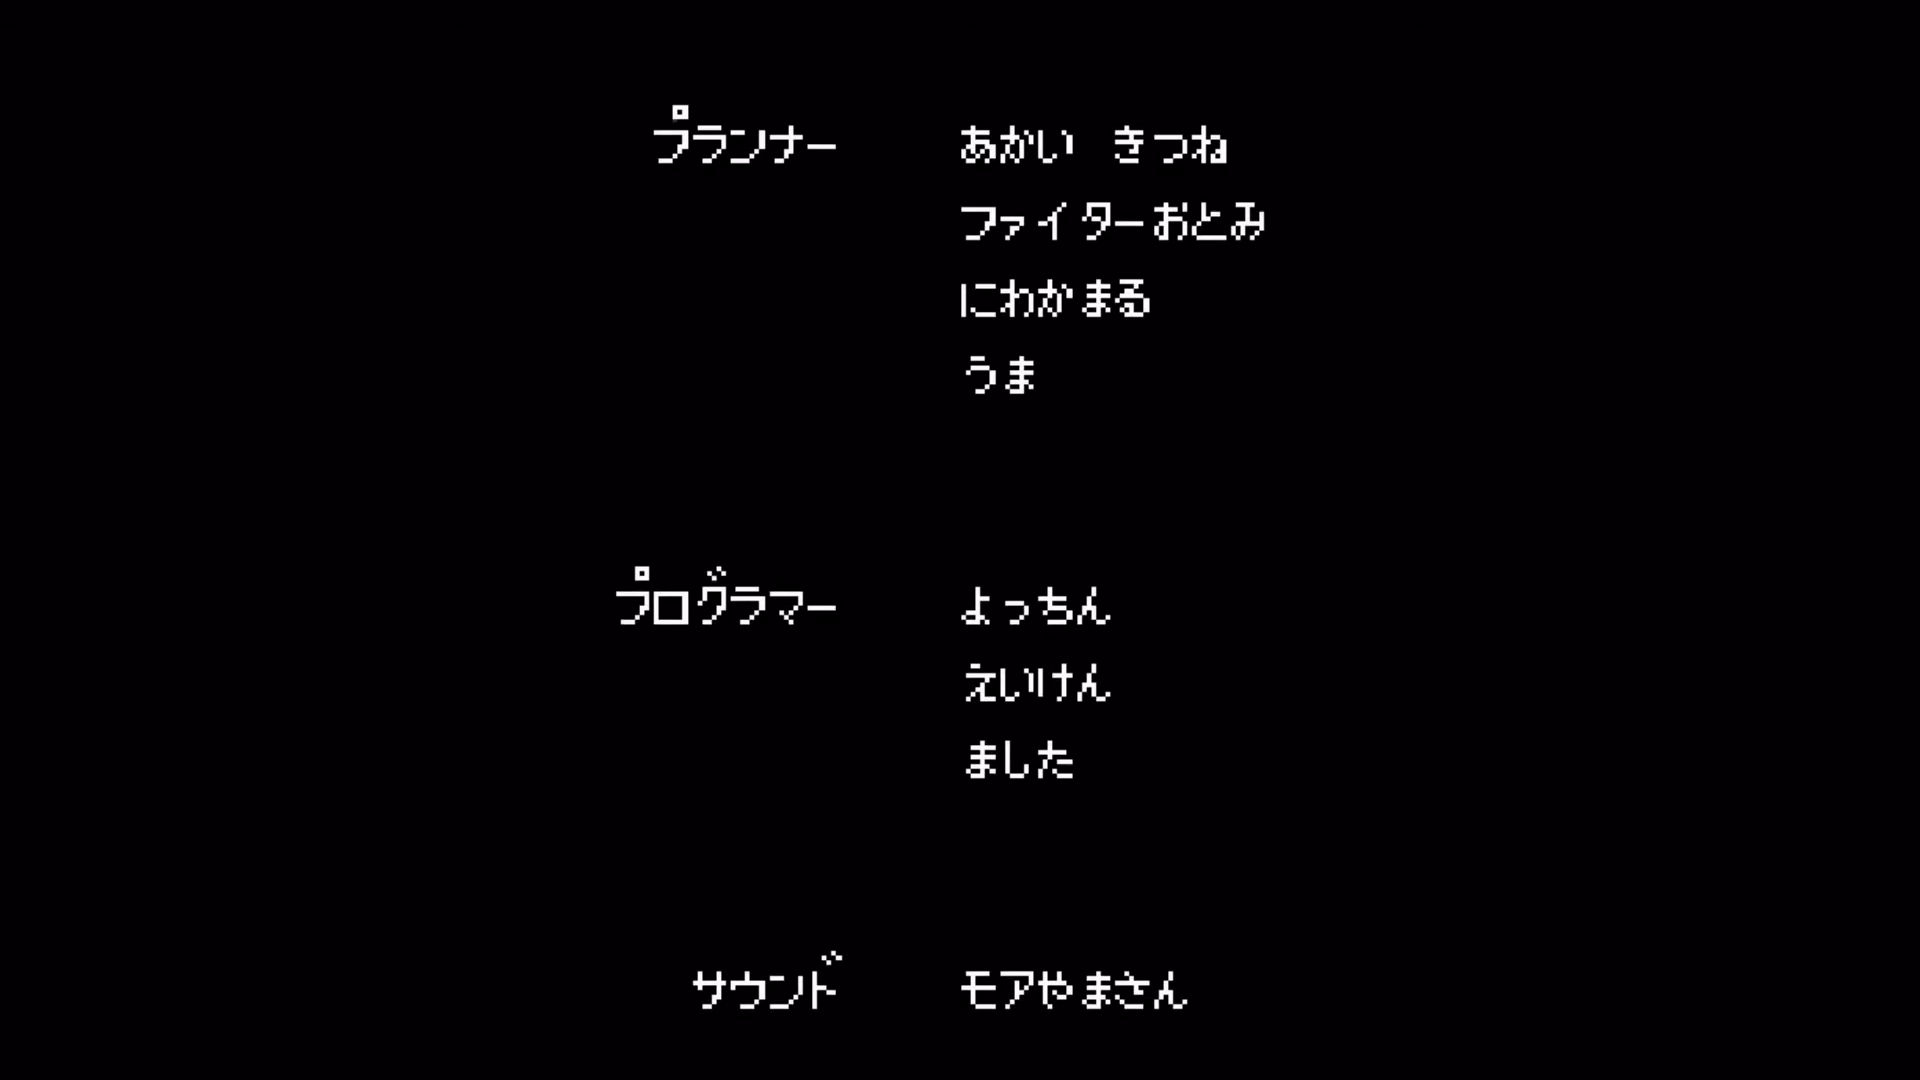 プランナー あかい きつね
ファイターおとみ
にわかまる
うま
プログラマー よっちん
えいけん
ました
サウンド モアやまさん